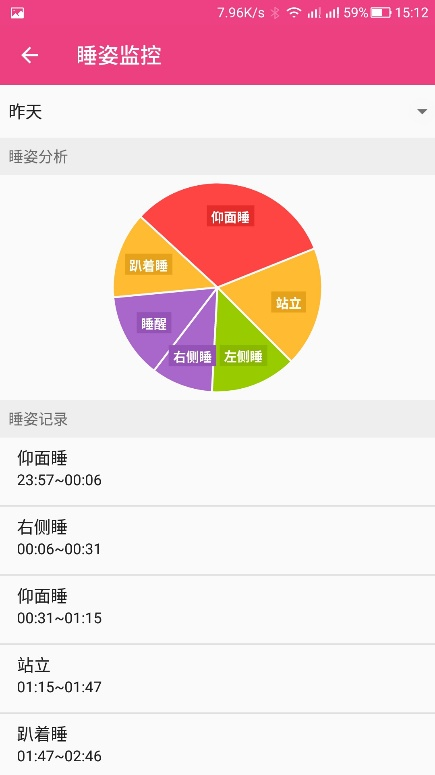 7.96K/s 59% 15:12
睡姿监控
昨天
睡姿分析
仰面睡
趴着睡
站立
睡醒
右侧睡 左侧睡
睡姿记录
仰面睡
23:57~00:06
右侧睡
00:06~00:31
仰面睡
00:31~01:15
站立
01:15~01:47
趴着睡
01:47~02:46